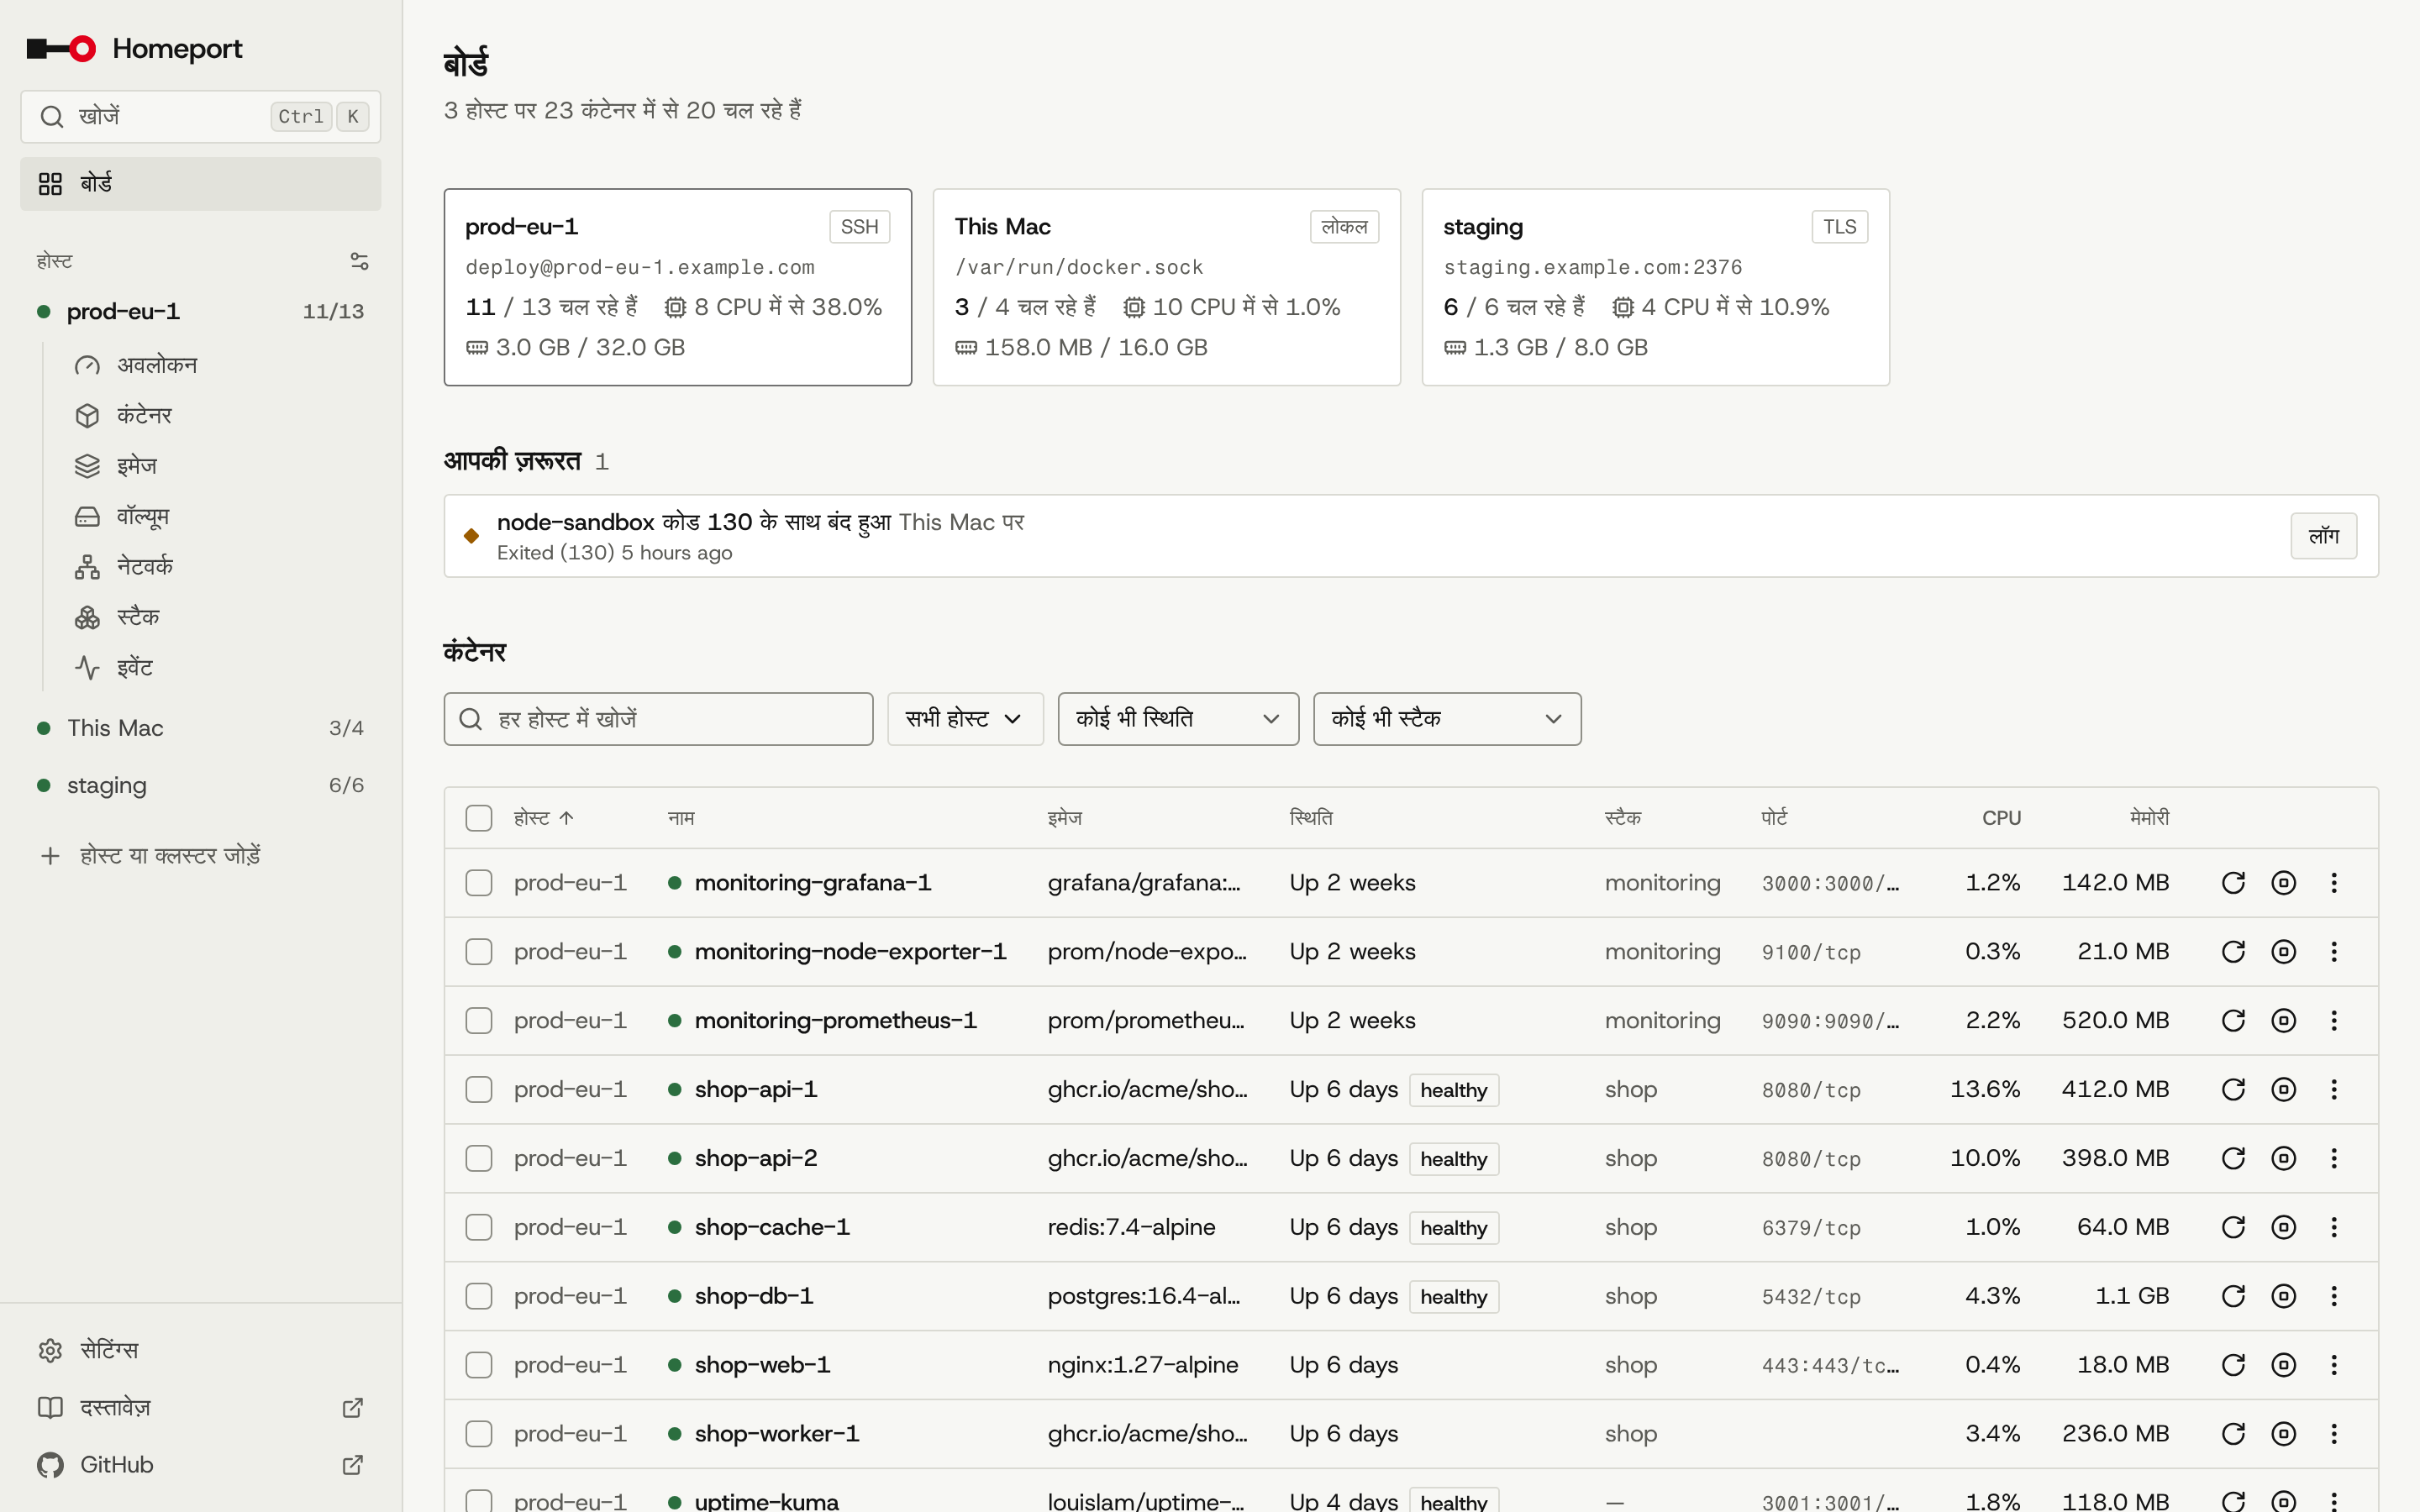 Homeport
खोजें Ctrl K
बोर्ड
होस्ट
prod-eu-1 11/13
अवलोकन
कंटेनर
इमेज
वॉल्यूम
नेटवर्क
स्टैक
इवेंट
This Mac 3/4
staging 6/6
होस्ट या क्लस्टर जोड़ें
सेटिंग्स
दस्तावेज़
GitHub
बोर्ड
3 होस्ट पर 23 कंटेनर में से 20 चल रहे हैं
prod-eu-1 SSH
deploy@prod-eu-1.example.com
11 / 13 चल रहे हैं 8 CPU में से 38.0%
3.0 GB / 32.0 GB
This Mac लोकल
/var/run/docker.sock
3 / 4 चल रहे हैं 10 CPU में से 1.0%
158.0 MB / 16.0 GB
staging TLS
staging.example.com:2376
6 / 6 चल रहे हैं 4 CPU में से 10.9%
1.3 GB / 8.0 GB
आपकी ज़रूरत 1
node-sandbox कोड 130 के साथ बंद हुआ This Mac पर
Exited (130) 5 hours ago
लॉग
कंटेनर
हर होस्ट में खोजें सभी होस्ट कोई भी स्थिति कोई भी स्टैक
होस्ट नाम इमेज स्थिति स्टैक पोर्ट CPU मेमोरी
prod-eu-1 monitoring-grafana-1 grafana/grafana:... Up 2 weeks monitoring 3000:3000/... 1.2% 142.0 MB
prod-eu-1 monitoring-node-exporter-1 prom/node-expo... Up 2 weeks monitoring 9100/tcp 0.3% 21.0 MB
prod-eu-1 monitoring-prometheus-1 prom/prometheu... Up 2 weeks monitoring 9090:9090/... 2.2% 520.0 MB
prod-eu-1 shop-api-1 ghcr.io/acme/sho... Up 6 days healthy shop 8080/tcp 13.6% 412.0 MB
prod-eu-1 shop-api-2 ghcr.io/acme/sho... Up 6 days healthy shop 8080/tcp 10.0% 398.0 MB
prod-eu-1 shop-cache-1 redis:7.4-alpine Up 6 days healthy shop 6379/tcp 1.0% 64.0 MB
prod-eu-1 shop-db-1 postgres:16.4-al... Up 6 days healthy shop 5432/tcp 4.3% 1.1 GB
prod-eu-1 shop-web-1 nginx:1.27-alpine Up 6 days shop 443:443/tc... 0.4% 18.0 MB
prod-eu-1 shop-worker-1 ghcr.io/acme/sho... Up 6 days shop 3.4% 236.0 MB
prod-eu-1 uptime-kuma louislam/uptime-... Up 4 days healthy — 3001:3001/... 1.8% 118.0 MB